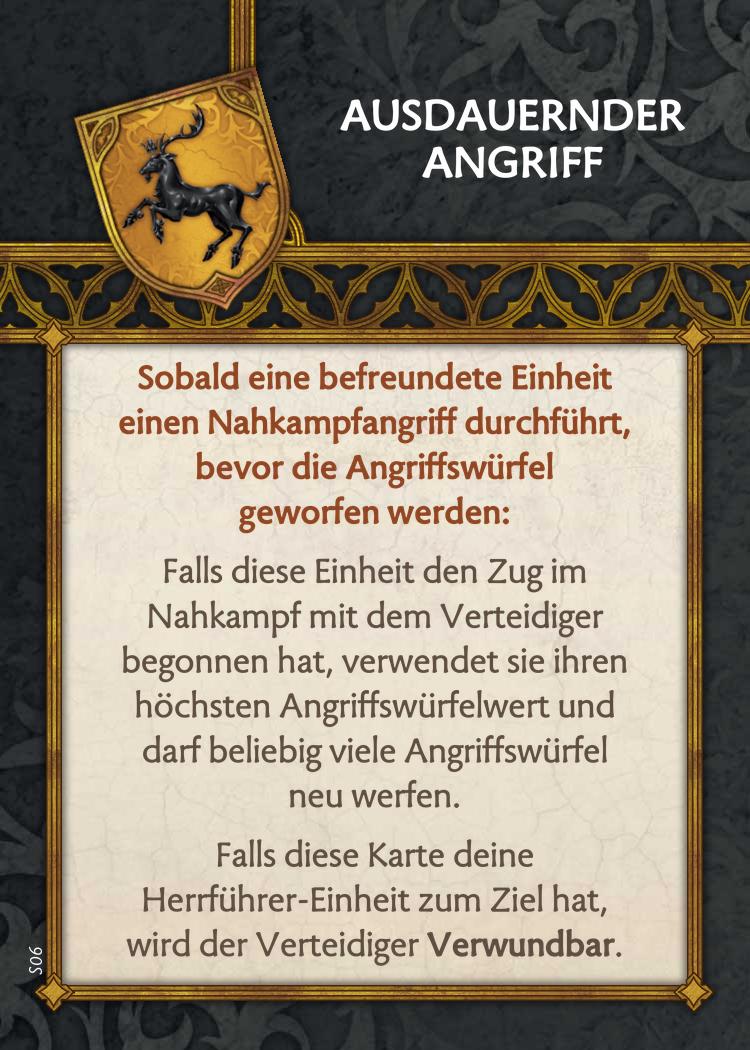 AUSDAUERNDER
ANGRIFF
Sobald eine befreundete Einheit
einen Nahkampfangriff durchführt,
bevor die Angriffswürfel
geworfen werden:
Falls diese Einheit den Zug im
Nahkampf mit dem Verteidiger
begonnen hat, verwendet sie ihren
höchsten Angriffswürfelwert und
darf beliebig viele Angriffswürfel
neu werfen.
Falls diese Karte deine
Herrführer-Einheit zum Ziel hat,
wird der Verteidiger Verwundbar.
S06